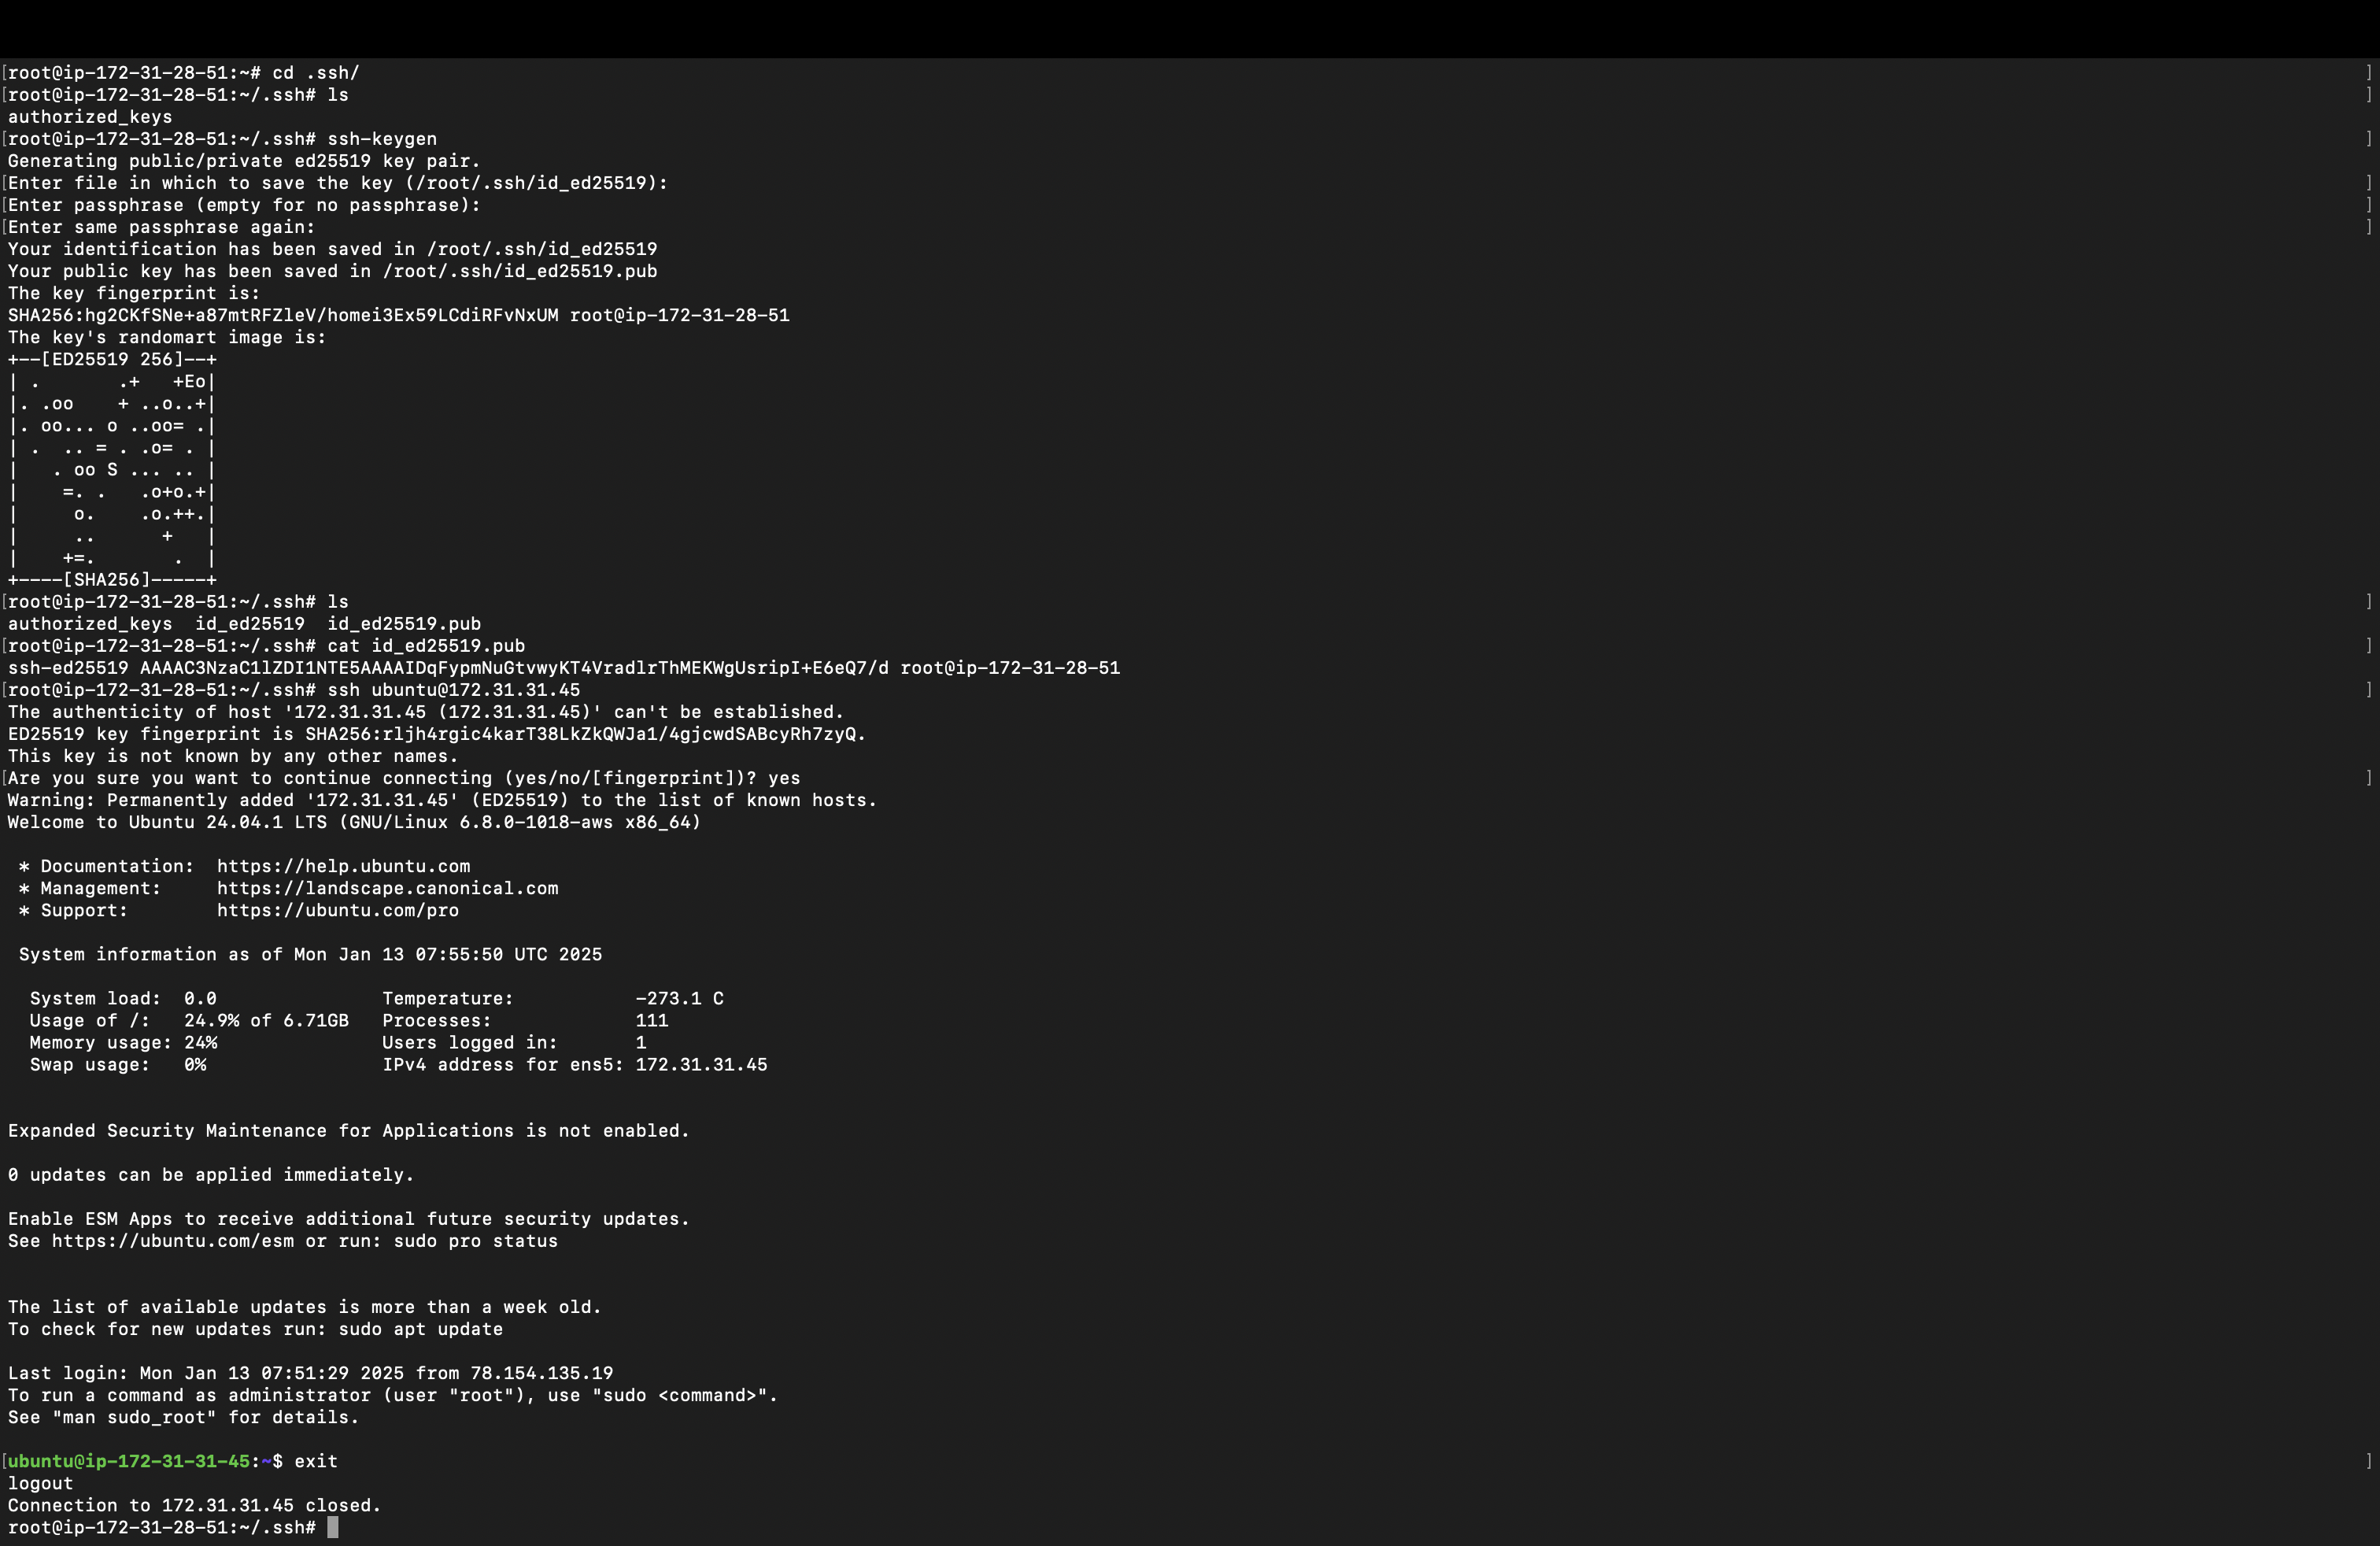 [root@ip-172-31-28-51:~# cd .ssh/ ]
[root@ip-172-31-28-51:~/.ssh# ls ]
authorized_keys
[root@ip-172-31-28-51:~/.ssh# ssh-keygen ]
Generating public/private ed25519 key pair.
[Enter file in which to save the key (/root/.ssh/id_ed25519): ]
[Enter passphrase (empty for no passphrase): ]
[Enter same passphrase again: ]
Your identification has been saved in /root/.ssh/id_ed25519
Your public key has been saved in /root/.ssh/id_ed25519.pub
The key fingerprint is:
SHA256:hg2CKfSNe+a87mtRFZleV/homei3Ex59LCdiRFvNxUM root@ip-172-31-28-51
The key's randomart image is:
+--[ED25519 256]--+
| .       .+   +Eo|
|. .oo    + ..o..+|
|. oo... o ..oo= .|
| .  .. = . .o= . |
|   . oo S ... .. |
|    =. .   .o+o.+|
|     o.    .o.++.|
|     ..      +   |
|    +=.       .  |
+----[SHA256]-----+
[root@ip-172-31-28-51:~/.ssh# ls ]
authorized_keys  id_ed25519  id_ed25519.pub
[root@ip-172-31-28-51:~/.ssh# cat id_ed25519.pub ]
ssh-ed25519 AAAAC3NzaC1lZDI1NTE5AAAAIDqFypmNuGtvwyKT4VradlrThMEKWgUsripI+E6eQ7/d root@ip-172-31-28-51
[root@ip-172-31-28-51:~/.ssh# ssh ubuntu@172.31.31.45 ]
The authenticity of host '172.31.31.45 (172.31.31.45)' can't be established.
ED25519 key fingerprint is SHA256:rljh4rgic4karT38LkZkQWJa1/4gjcwdSABcyRh7zyQ.
This key is not known by any other names.
[Are you sure you want to continue connecting (yes/no/[fingerprint])? yes ]
Warning: Permanently added '172.31.31.45' (ED25519) to the list of known hosts.
Welcome to Ubuntu 24.04.1 LTS (GNU/Linux 6.8.0-1018-aws x86_64)
* Documentation:  https://help.ubuntu.com
* Management:     https://landscape.canonical.com
* Support:        https://ubuntu.com/pro
System information as of Mon Jan 13 07:55:50 UTC 2025
System load:  0.0               Temperature:           -273.1 C
Usage of /:   24.9% of 6.71GB   Processes:             111
Memory usage: 24%               Users logged in:       1
Swap usage:   0%                IPv4 address for ens5: 172.31.31.45
Expanded Security Maintenance for Applications is not enabled.
0 updates can be applied immediately.
Enable ESM Apps to receive additional future security updates.
See https://ubuntu.com/esm or run: sudo pro status
The list of available updates is more than a week old.
To check for new updates run: sudo apt update
Last login: Mon Jan 13 07:51:29 2025 from 78.154.135.19
To run a command as administrator (user "root"), use "sudo <command>".
See "man sudo_root" for details.
[ubuntu@ip-172-31-31-45:~$ exit ]
logout
Connection to 172.31.31.45 closed.
root@ip-172-31-28-51:~/.ssh#